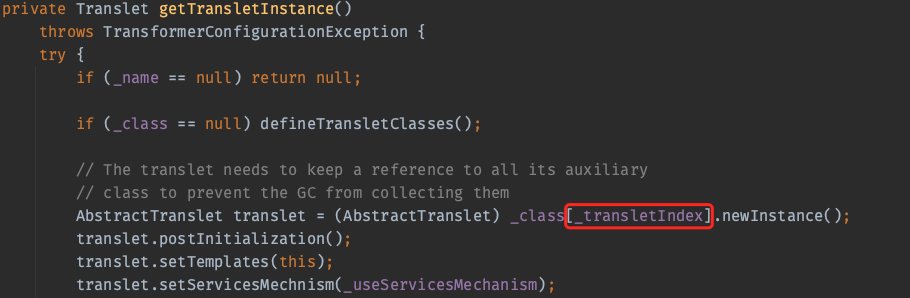 private Translet getTransletInstance()
    throws TransformerConfigurationException {
    try {
        if (_name == null) return null;

        if (_class == null) defineTransletClasses();

        // The translet needs to keep a reference to all its auxiliary
        // class to prevent the GC from collecting them
        AbstractTranslet translet = (AbstractTranslet) _class[_transletIndex].newInstance();
        translet.postInitialization();
        translet.setTemplates(this);
        translet.setServicesMechnism(_useServicesMechanism);